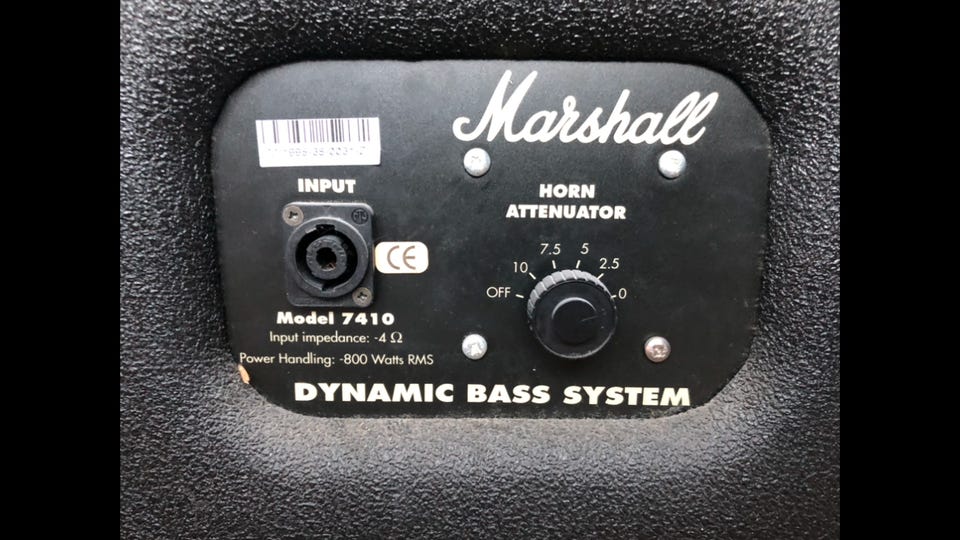 Marshall
INPUT
HORN
ATTENUATOR
CE
OFF
10
7.5
5
2.5
0
Model 7410
Input impedance: -4 Ω
Power Handling: -800 Watts RMS
DYNAMIC BASS SYSTEM